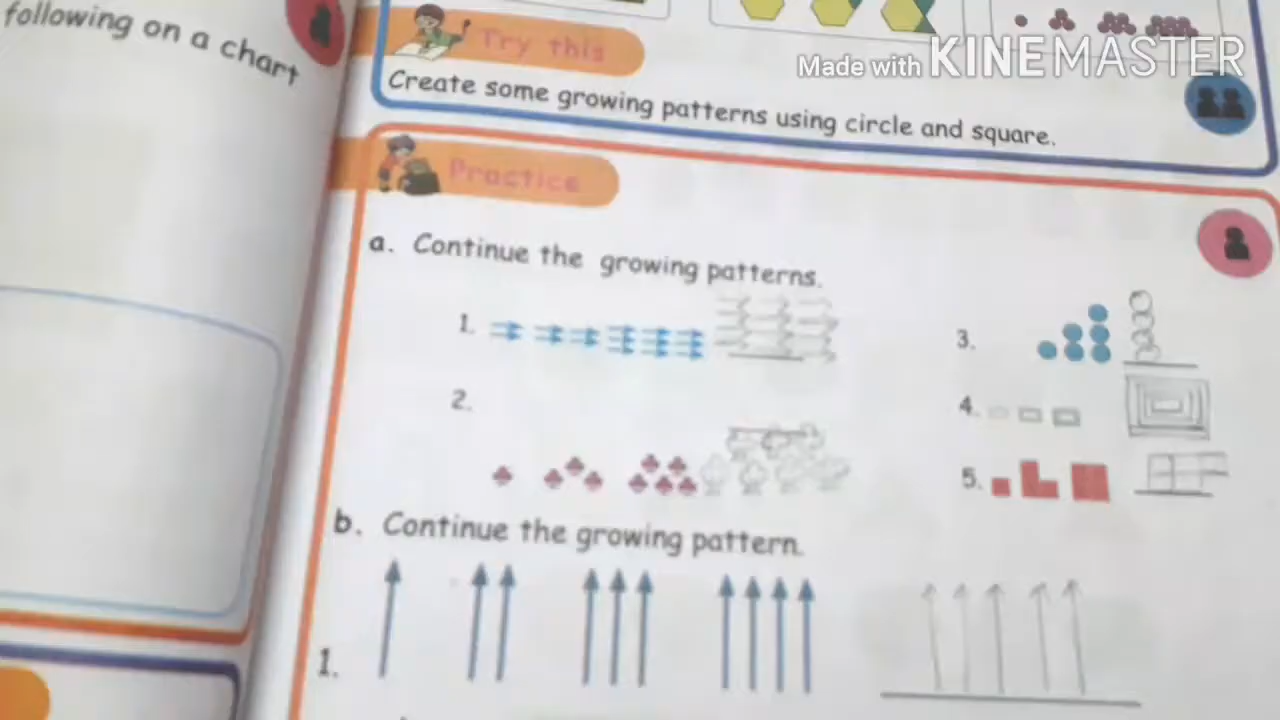 following on a chart
Try this
Made with KINEMASTER
Create some growing patterns using circle and square.
Practice
a. Continue the growing patterns.
1.
2.
3.
4.
5.
b. Continue the growing pattern.
1.